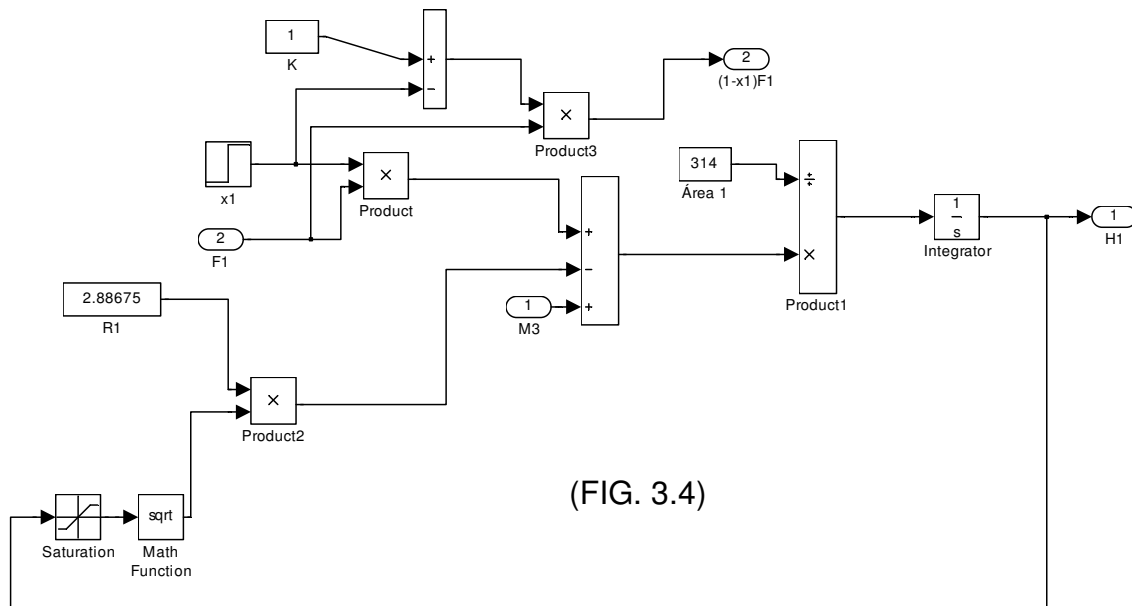 1
K
+
−
2
(1-x1)F1
×
Product3
x1
×
Product
314
Área 1
÷
×
Product1
1
s
Integrator
1
H1
2
F1
+
−
+
2.88675
R1
1
M3
×
Product2
(FIG. 3.4)
Saturation
sqrt
Math
Function